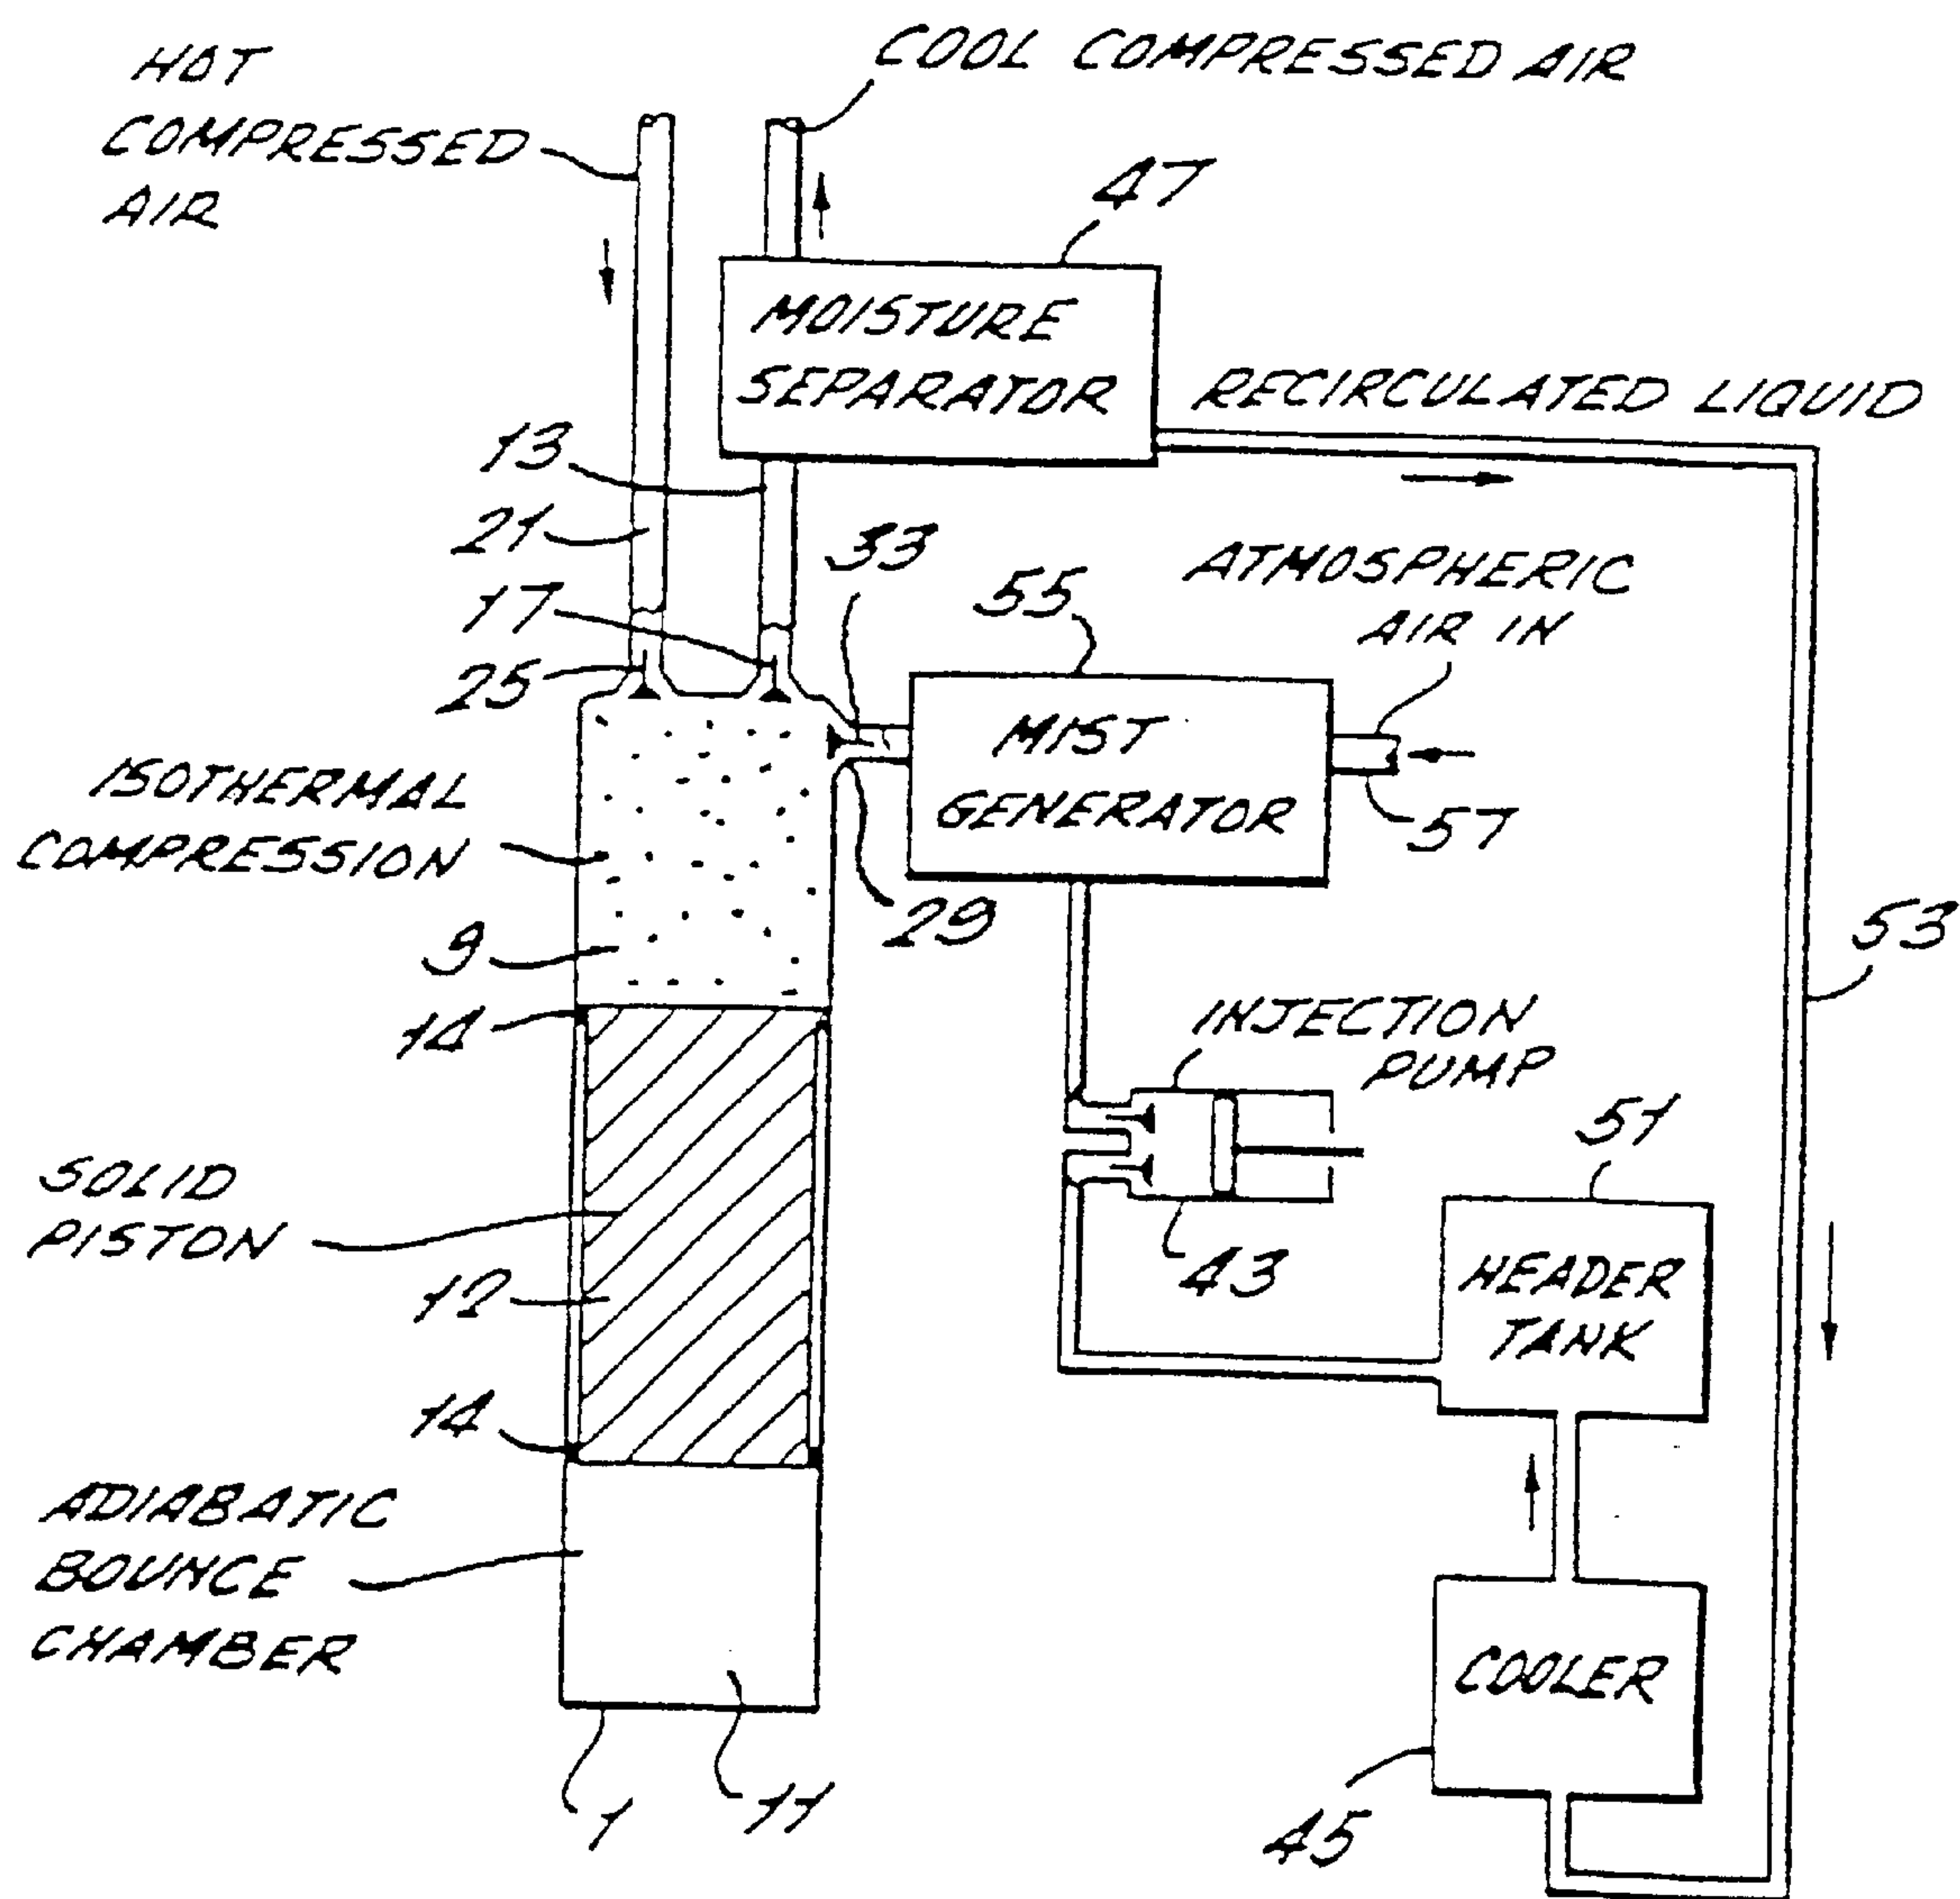 HOT
COMPRESSED
AIR
COOL COMPRESSED AIR
47
MOISTURE
SEPARATOR
RECIRCULATED LIQUID
13
21
33
17
55
ATMOSPHERIC
AIR IN
25
MIST
GENERATOR
57
ISOTHERMAL
COMPRESSION
29
9
53
14
INJECTION
PUMP
51
SOLID
PISTON
43
12
HEADER
TANK
14
ADIABATIC
BOUNCE
CHAMBER
COOLER
1
11
45